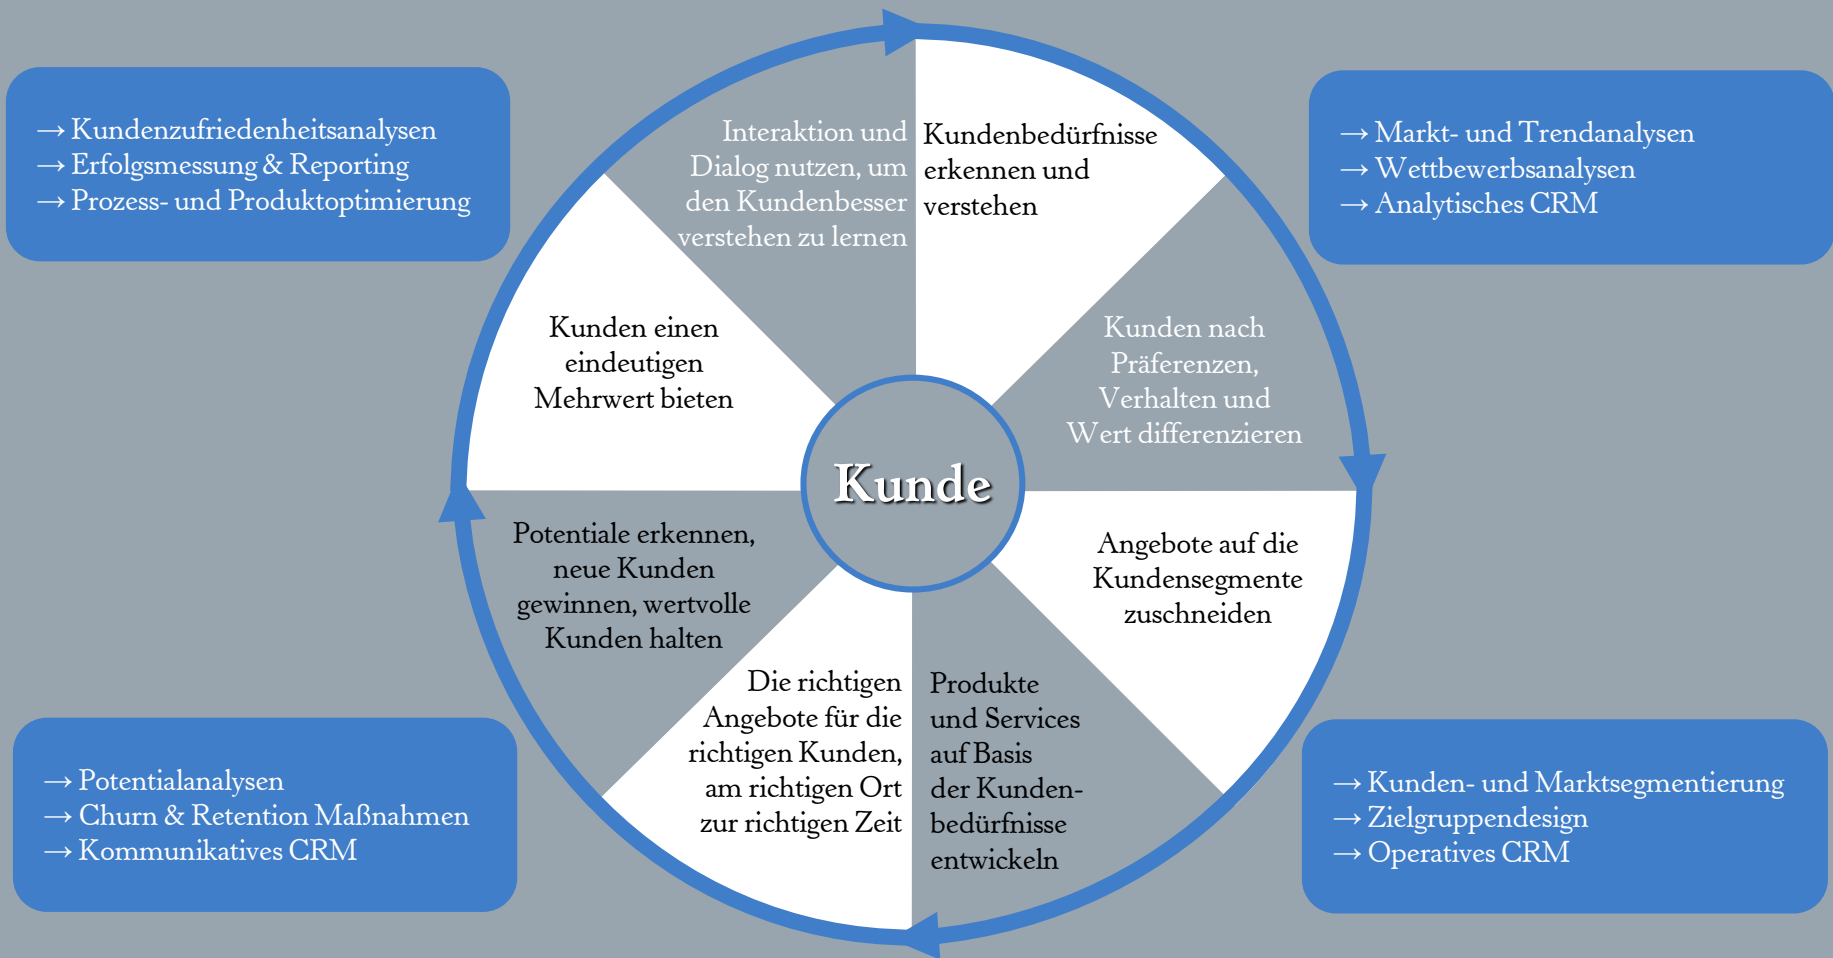 → Kundenzufriedenheitsanalysen
→ Erfolgsmessung & Reporting
→ Prozess- und Produktoptimierung
→ Markt- und Trendanalysen
→ Wettbewerbsanalysen
→ Analytisches CRM
Interaktion und
Dialog nutzen, um
den Kundenbesser
verstehen zu lernen
Kundenbedürfnisse
erkennen und
verstehen
Kunden einen
eindeutigen
Mehrwert bieten
Kunden nach
Präferenzen,
Verhalten und
Wert differenzieren
Kunde
Potentiale erkennen,
neue Kunden
gewinnen, wertvolle
Kunden halten
Angebote auf die
Kundensegmente
zuschneiden
Die richtigen
Angebote für die
richtigen Kunden,
am richtigen Ort
zur richtigen Zeit
Produkte
und Services
auf Basis
der Kunden-
bedürfnisse
entwickeln
→ Potentialanalysen
→ Churn & Retention Maßnahmen
→ Kommunikatives CRM
→ Kunden- und Marktsegmentierung
→ Zielgruppendesign
→ Operatives CRM